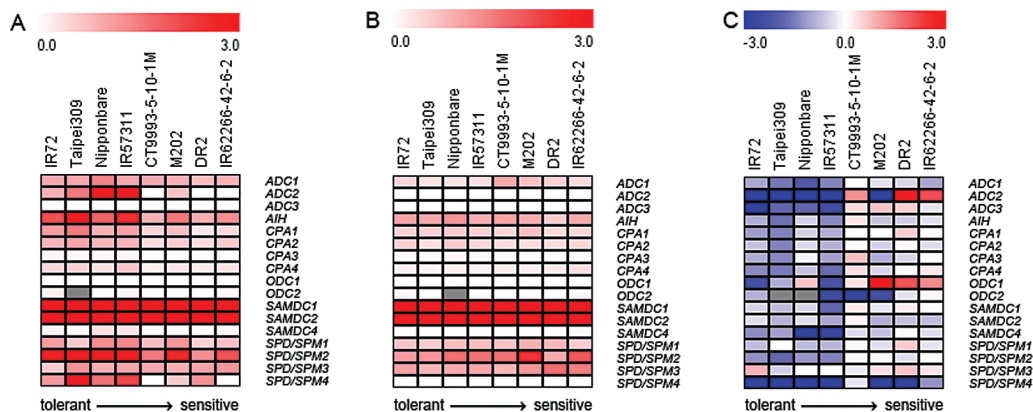 A
0.0 3.0
IR72
Taipei309
Nipponbare
IR57311
CT9993-5-10-1M
M202
DR2
IR62266-42-6-2
ADC1
ADC2
ADC3
AIH
CPA1
CPA2
CPA3
CPA4
ODC1
ODC2
SAMDC1
SAMDC2
SAMDC4
SPD/SPM1
SPD/SPM2
SPD/SPM3
SPD/SPM4
tolerant sensitive
B
0.0 3.0
IR72
Taipei309
Nipponbare
IR57311
CT9993-5-10-1M
M202
DR2
IR62266-42-6-2
ADC1
ADC2
ADC3
AIH
CPA1
CPA2
CPA3
CPA4
ODC1
ODC2
SAMDC1
SAMDC2
SAMDC4
SPD/SPM1
SPD/SPM2
SPD/SPM3
SPD/SPM4
tolerant sensitive
C
-3.0 0.0 3.0
IR72
Taipei309
Nipponbare
IR57311
CT9993-5-10-1M
M202
DR2
IR62266-42-6-2
ADC1
ADC2
ADC3
AIH
CPA1
CPA2
CPA3
CPA4
ODC1
ODC2
SAMDC1
SAMDC2
SAMDC4
SPD/SPM1
SPD/SPM2
SPD/SPM3
SPD/SPM4
tolerant sensitive